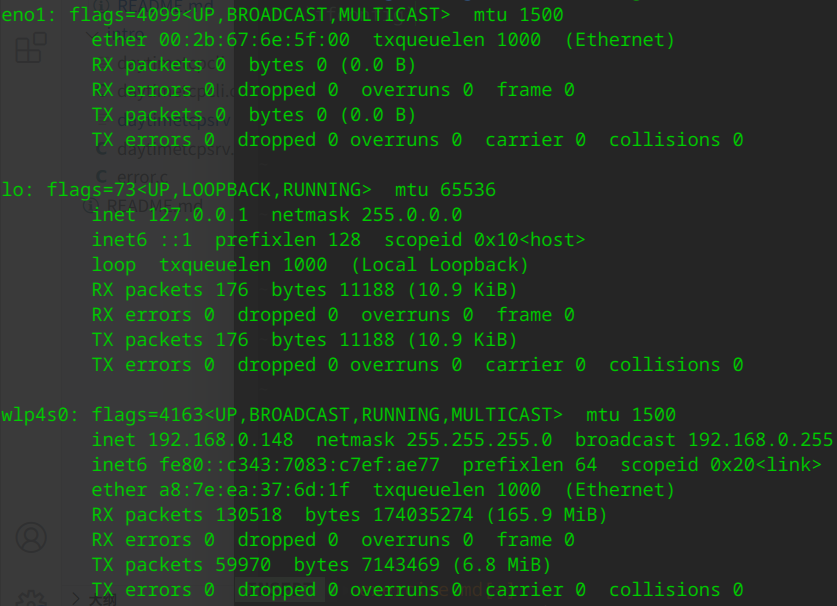 eno1: flags=4099<UP,BROADCAST,MULTICAST>  mtu 1500
        ether 00:2b:67:6e:5f:00  txqueuelen 1000  (Ethernet)
        RX packets 0  bytes 0 (0.0 B)
        RX errors 0  dropped 0  overruns 0  frame 0
        TX packets 0  bytes 0 (0.0 B)
        TX errors 0  dropped 0 overruns 0  carrier 0  collisions 0
error.c
lo: flags=73<UP,LOOPBACK,RUNNING>  mtu 65536
README.md
        inet 127.0.0.1  netmask 255.0.0.0
        inet6 ::1  prefixlen 128  scopeid 0x10<host>
        loop  txqueuelen 1000  (Local Loopback)
        RX packets 176  bytes 11188 (10.9 KiB)
        RX errors 0  dropped 0  overruns 0  frame 0
        TX packets 176  bytes 11188 (10.9 KiB)
        TX errors 0  dropped 0 overruns 0  carrier 0  collisions 0
wlp4s0: flags=4163<UP,BROADCAST,RUNNING,MULTICAST>  mtu 1500
        inet 192.168.0.148  netmask 255.255.255.0  broadcast 192.168.0.255
        inet6 fe80::c343:7083:c7ef:ae77  prefixlen 64  scopeid 0x20<link>
        ether a8:7e:ea:37:6d:1f  txqueuelen 1000  (Ethernet)
        RX packets 130518  bytes 174035274 (165.9 MiB)
        RX errors 0  dropped 0  overruns 0  frame 0
        TX packets 59970  bytes 7143469 (6.8 MiB)
        TX errors 0  dropped 0 overruns 0  carrier 0  collisions 0